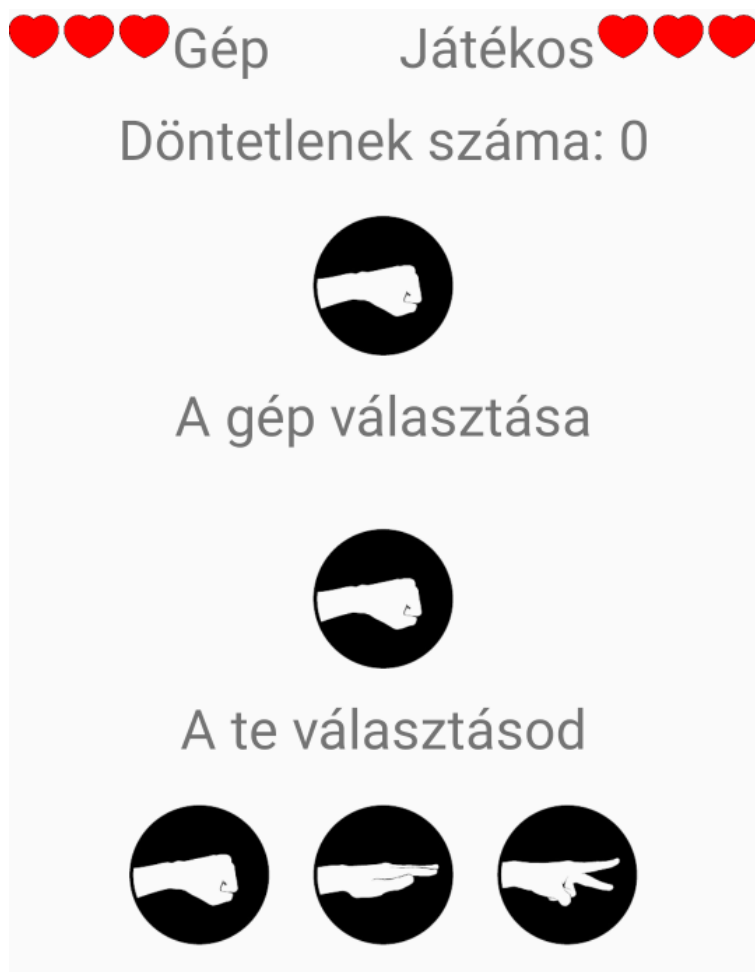 Gép Játékos
Döntetlenek száma: 0
A gép választása
A te választásod